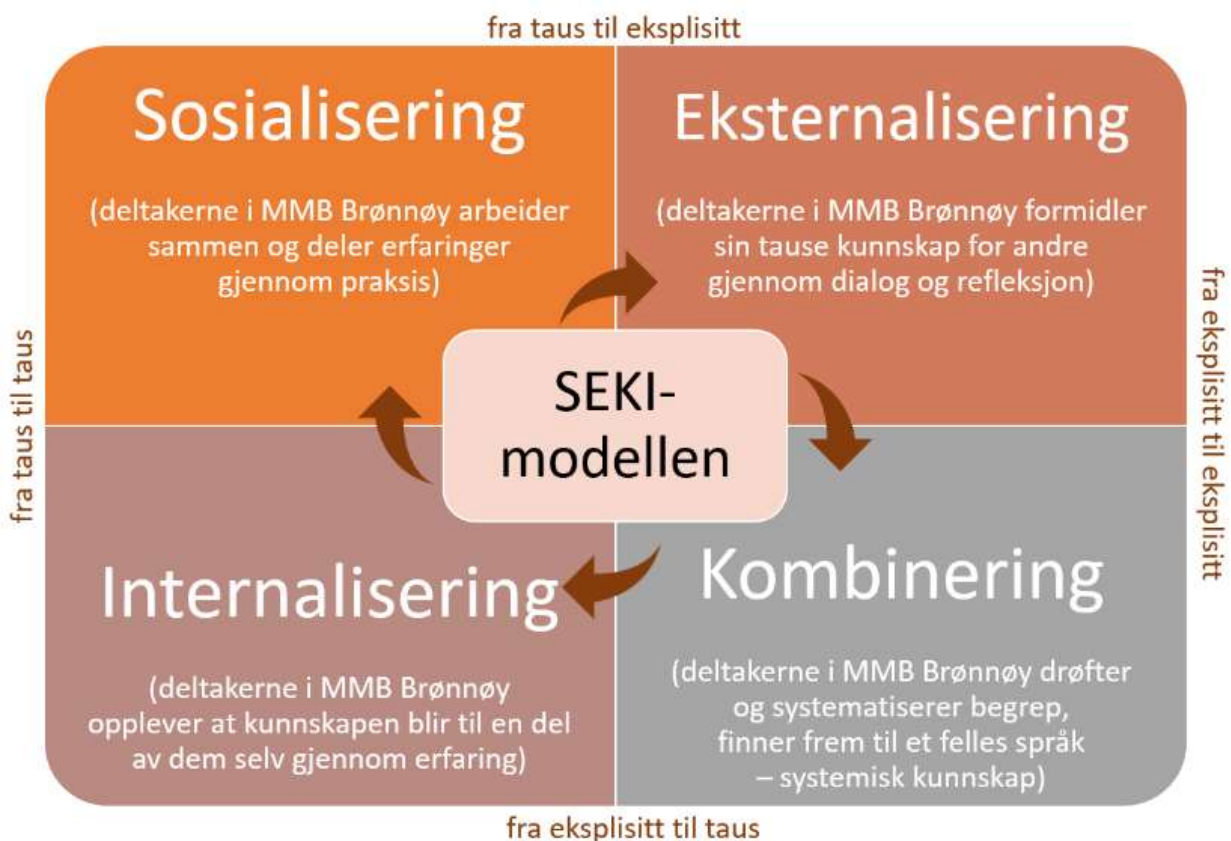 fra taus til eksplisitt
Sosialisering
(deltakerne i MMB Brønnøy arbeider
sammen og deler erfaringer
gjennom praksis)
Eksternalisering
(deltakerne i MMB Brønnøy formidler
sin tause kunnskap for andre
gjennom dialog og refleksjon)
fra taus til taus
SEKI-
modellen
fra eksplisitt til eksplisitt
Internalisering
(deltakerne i MMB Brønnøy
opplever at kunnskapen blir til en del
av dem selv gjennom erfaring)
Kombinering
(deltakerne i MMB Brønnøy drøfter
og systematiserer begrep,
finner frem til et felles språk
– systemisk kunnskap)
fra eksplisitt til taus